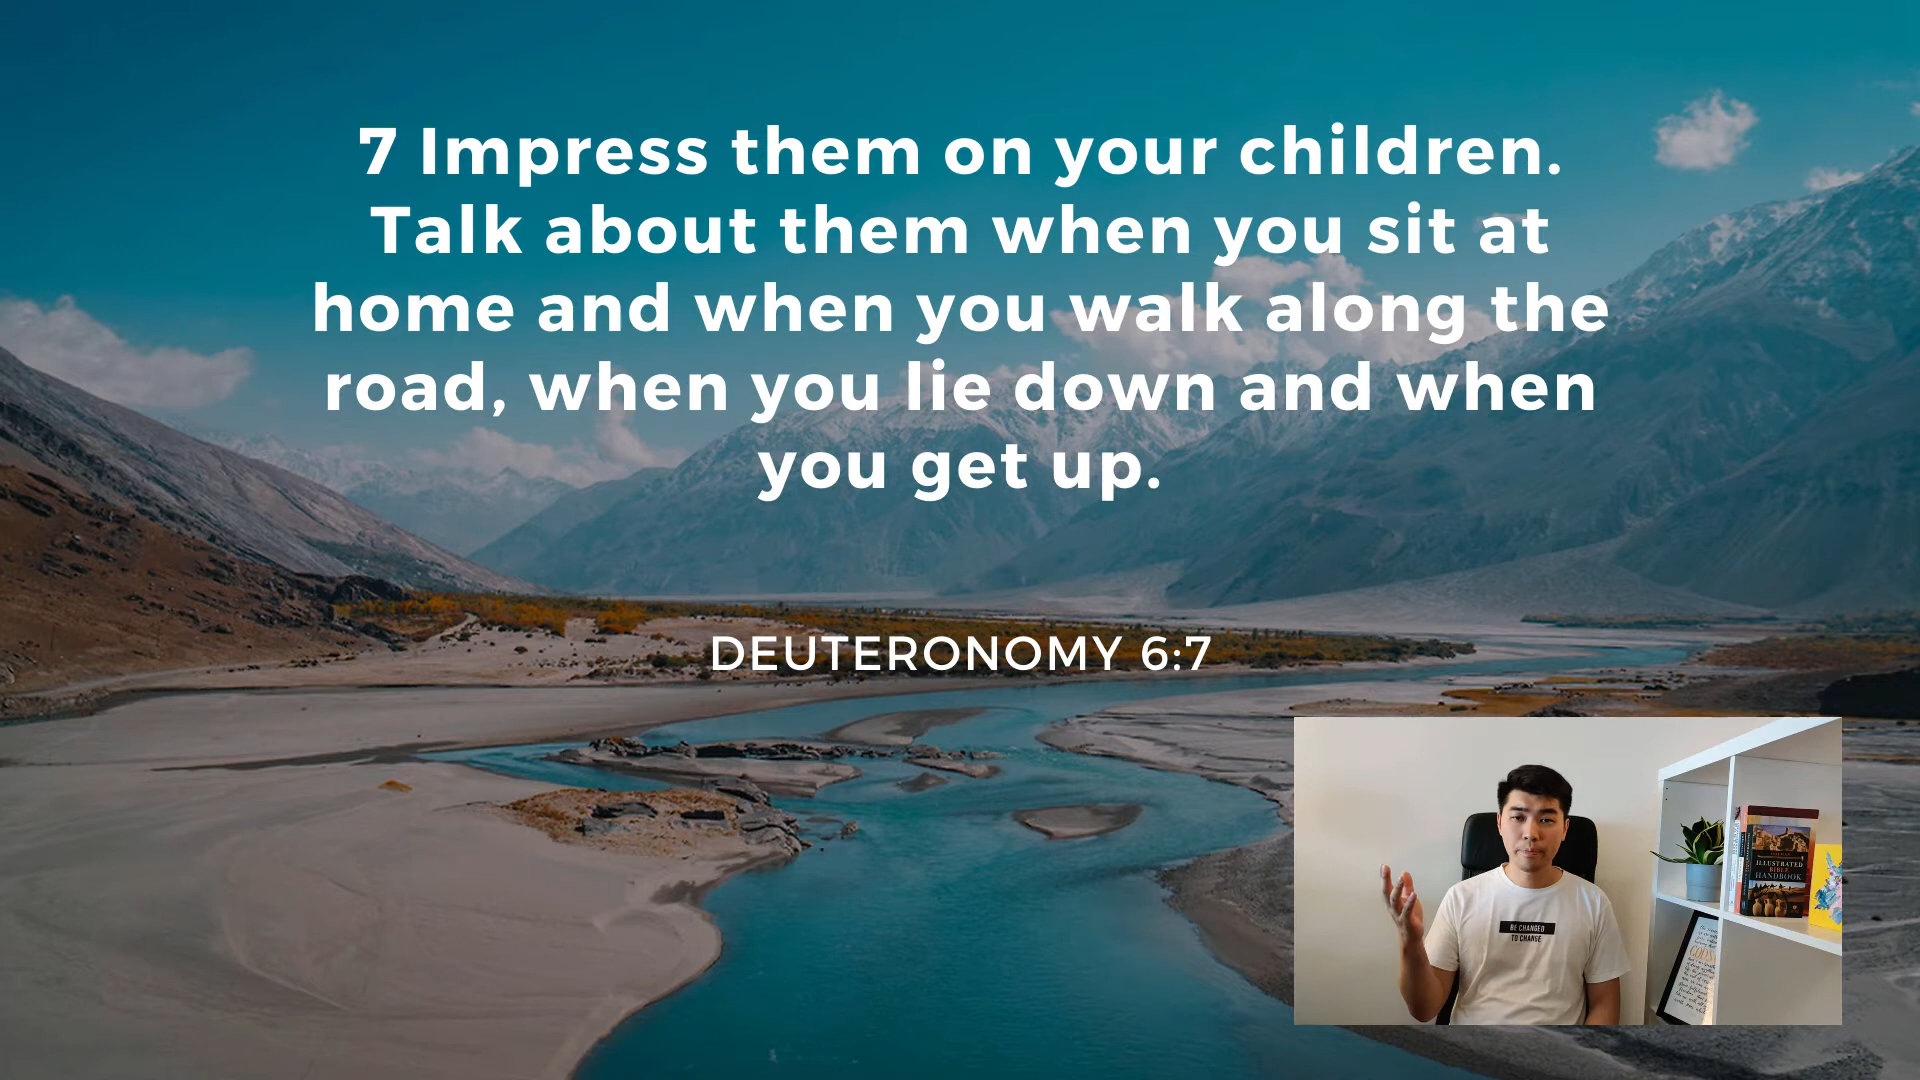 7 Impress them on your children.
Talk about them when you sit at
home and when you walk along the
road, when you lie down and when
you get up.
DEUTERONOMY 6:7
BE CHANGED
TO CHANGE
ILLUSTRATED
BIBLE
HANDBOOK